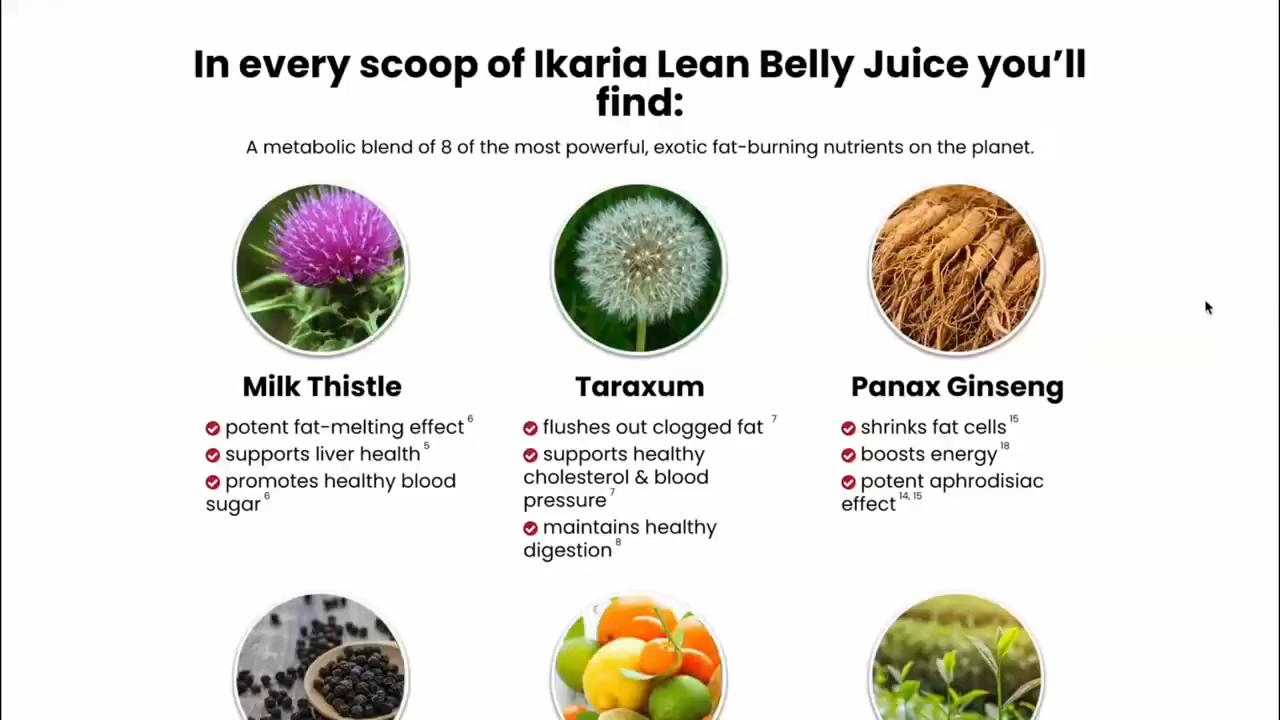 In every scoop of Ikaria Lean Belly Juice you’ll
find:
A metabolic blend of 8 of the most powerful, exotic fat-burning nutrients on the planet.
Milk Thistle
potent fat-melting effect 6
supports liver health 5
promotes healthy blood
sugar 6
Taraxum
flushes out clogged fat 7
supports healthy
cholesterol & blood
pressure 7
maintains healthy
digestion 8
Panax Ginseng
shrinks fat cells 15
boosts energy 18
potent aphrodisiac
effect 14, 15